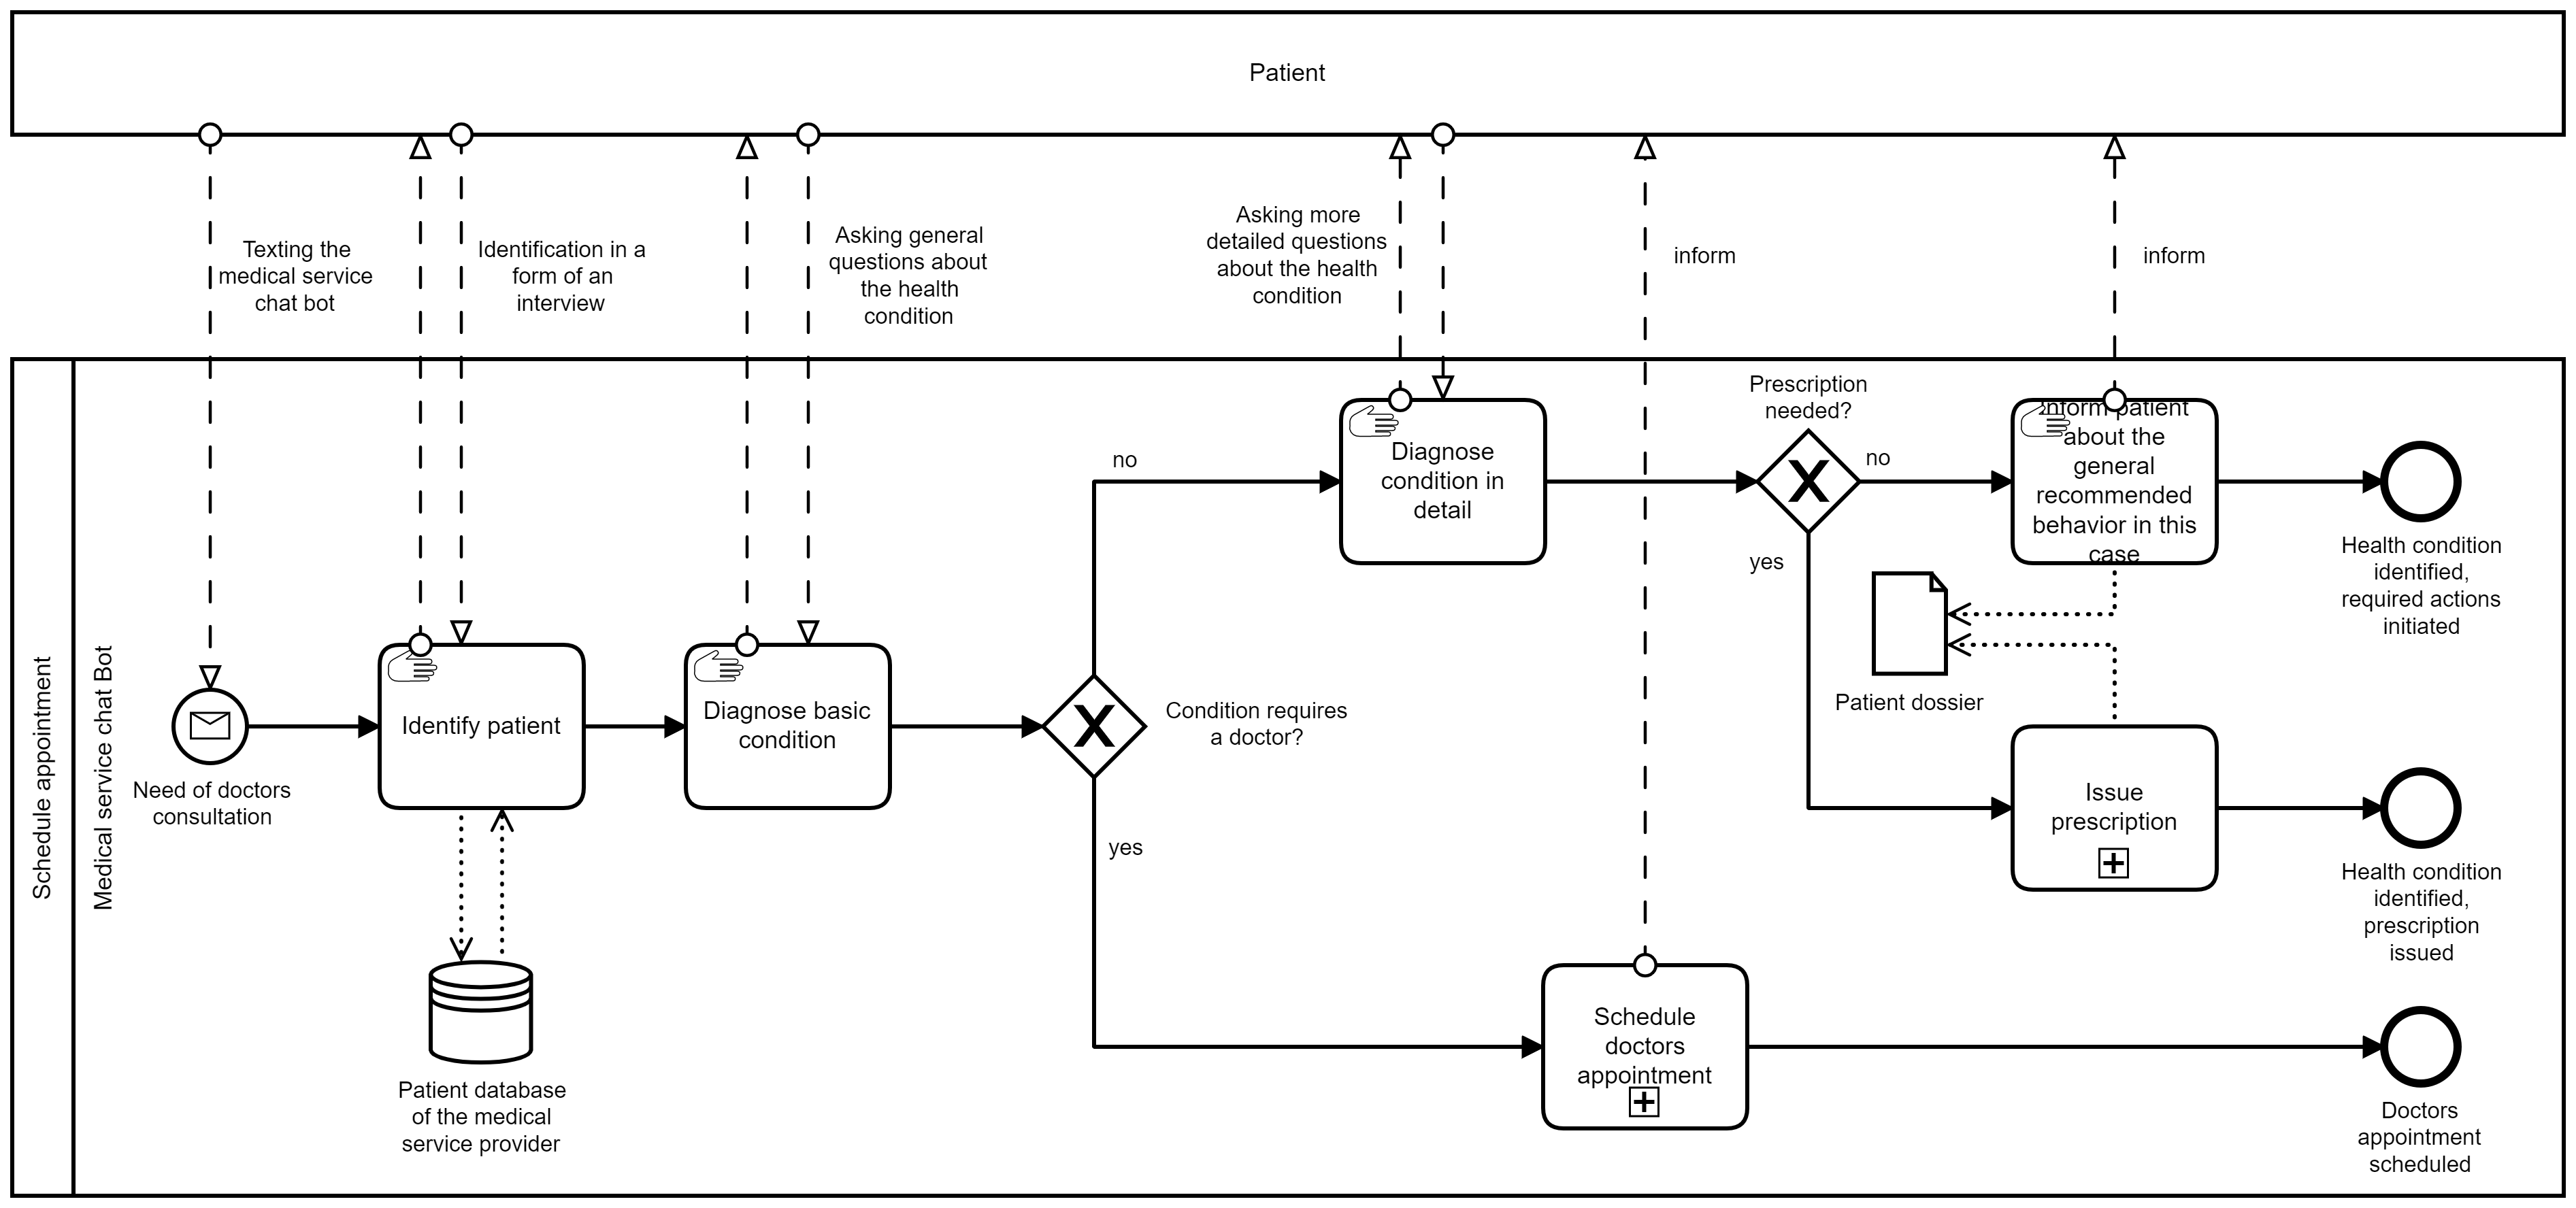 Patient
Texting the
medical service
chat bot
Identification in a
form of an
interview
Asking general
questions about
the health
condition
Asking more
detailed questions
about the health
condition
inform
inform
Schedule appointment
Medical service chat Bot
Need of doctors
consultation
Identify patient
Patient database
of the medical
service provider
Diagnose basic
condition
Condition requires
a doctor?
no
yes
Diagnose
condition in
detail
Prescription
needed?
no
yes
Inform patient
about the
general
recommended
behavior in this
case
Patient dossier
Issue
prescription
Schedule
doctors
appointment
Health condition
identified,
required actions
initiated
Health condition
identified,
prescription
issued
Doctors
appointment
scheduled